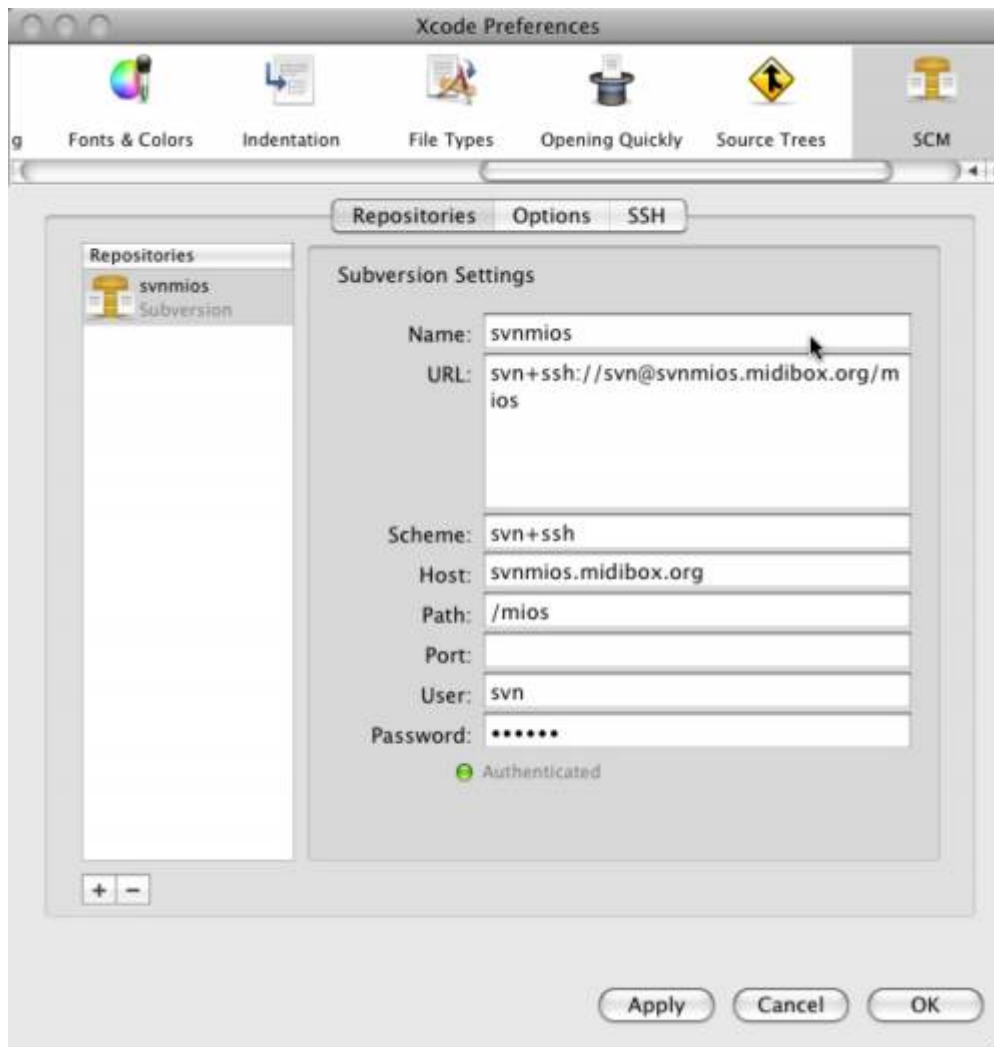 Xcode Preferences
g Fonts & Colors Indentation File Types Opening Quickly Source Trees SCM
Repositories Options SSH
Repositories
svnmios
Subversion
Subversion Settings
Name: svnmios
URL: svn+ssh://svn@svnmios.midibox.org/m
ios
Scheme: svn+ssh
Host: svnmios.midibox.org
Path: /mios
Port:
User: svn
Password: ••••••
Authenticated
+ −
Apply Cancel OK